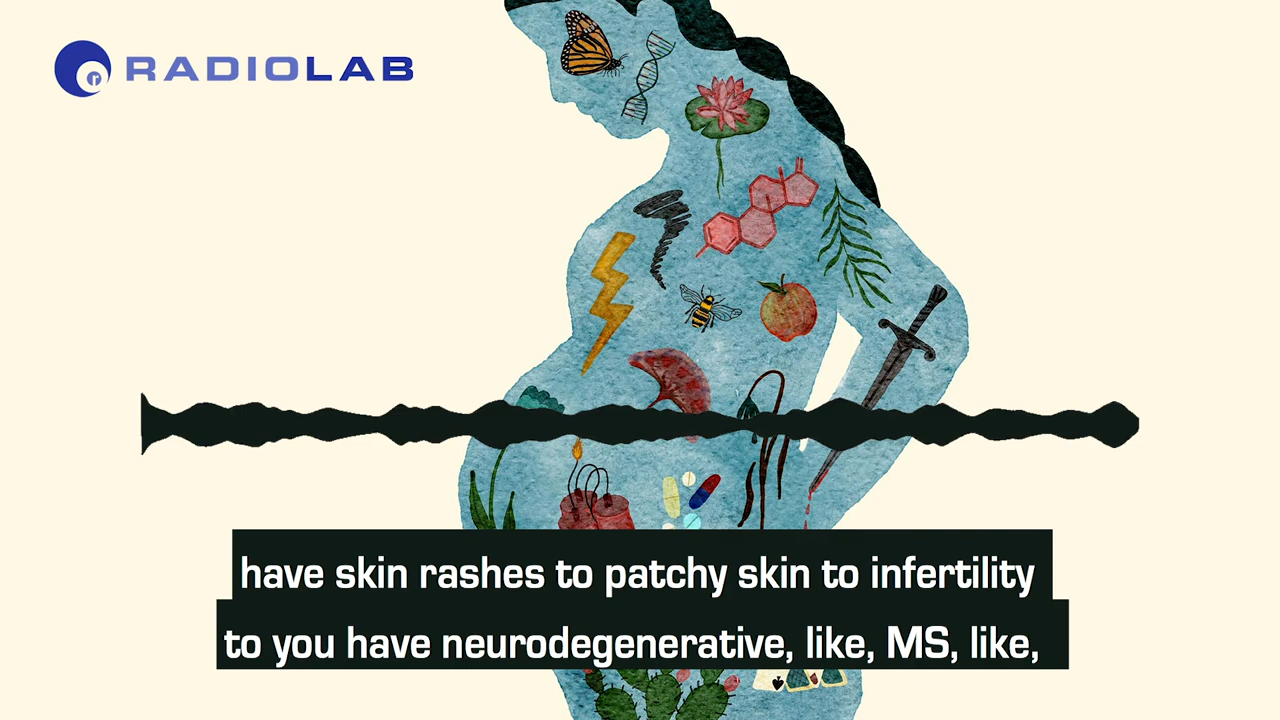 RADIOLAB
have skin rashes to patchy skin to infertility
to you have neurodegenerative, like, MS, like,